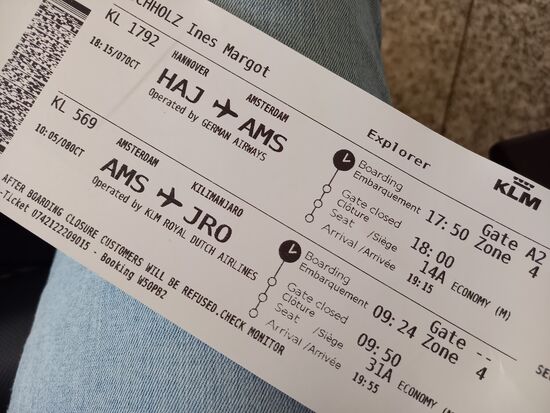 CHHOLZ Ines Margot
KL 1792
18:15/07OCT
HANNOVER AMSTERDAM
HAJ AMS
Operated by GERMAN AIRWAYS
Explorer
KLM
Boarding
Embarquement 17:50 Gate A2
Gate closed
Clôture 18:00 Zone 4
Seat /Siège 14A ECONOMY (M)
Arrival /Arrivée 19:15
KL 569
10:05/08OCT
AMSTERDAM KILIMANJARO
AMS JRO
Operated by KLM ROYAL DUTCH AIRLINES
Boarding
Embarquement 09:24 Gate --
Gate closed
Clôture 09:50 Zone 4
Seat /Siège 31A ECONOMY (M)
Arrival /Arrivée 19:55
AFTER BOARDING CLOSURE CUSTOMERS WILL BE REFUSED.CHECK MONITOR
-Ticket 0742122209015 - Booking W5OPB2
SE